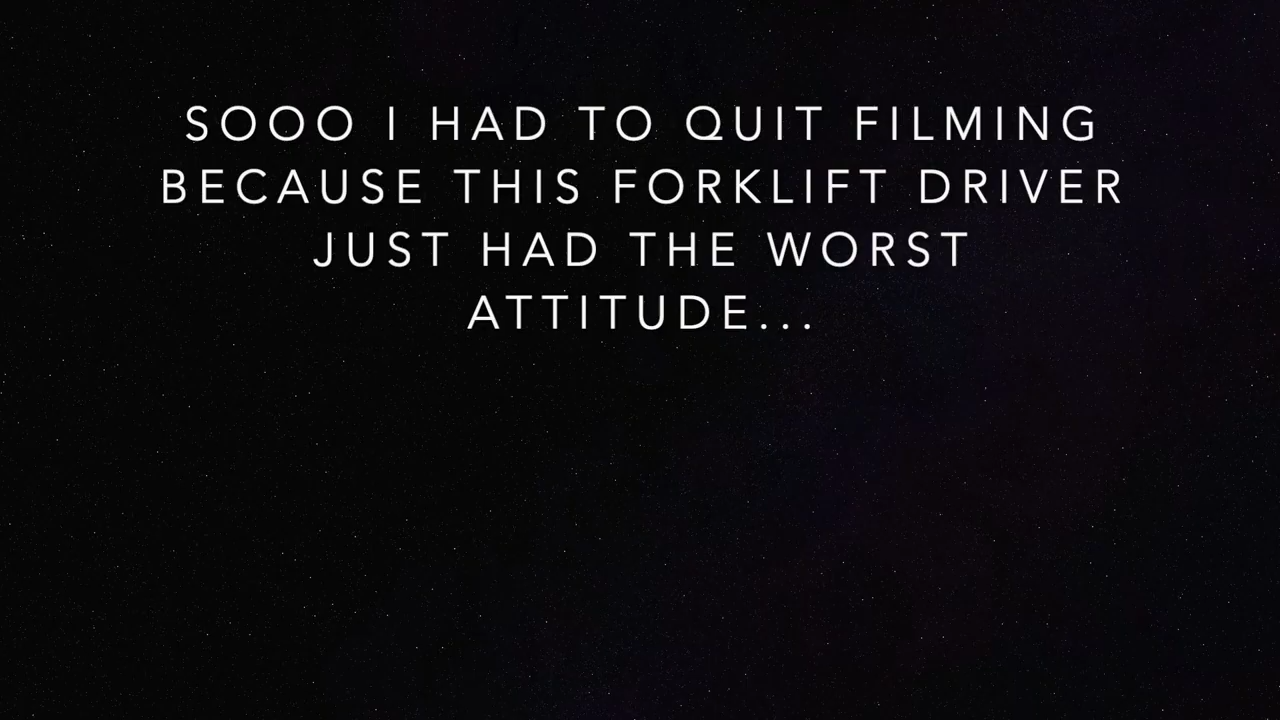 SOOO I HAD TO QUIT FILMING
BECAUSE THIS FORKLIFT DRIVER
JUST HAD THE WORST
ATTITUDE...